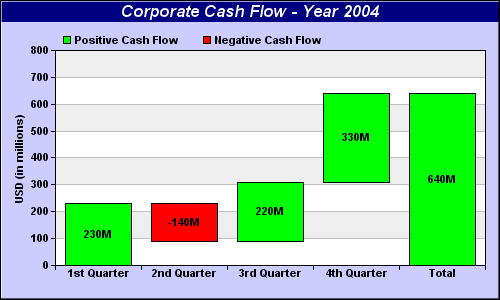 Corporate Cash Flow - Year 2004
Positive Cash Flow
Negative Cash Flow
USD (in millions)
800
700
600
500
400
300
200
100
0
230M
-140M
220M
330M
640M
1st Quarter
2nd Quarter
3rd Quarter
4th Quarter
Total